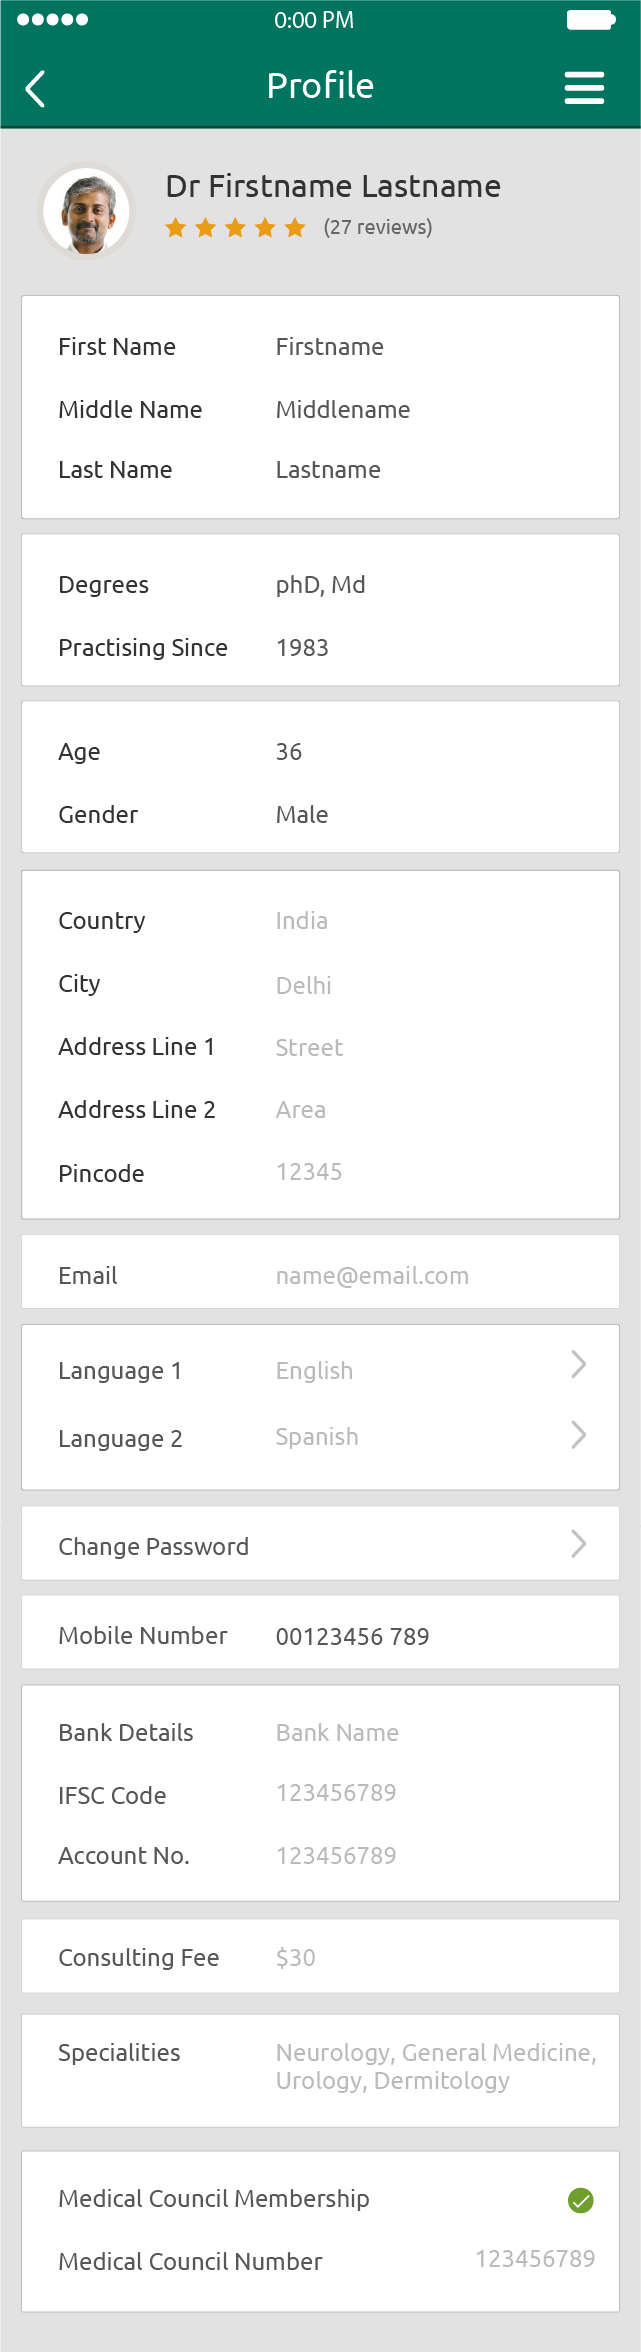 0:00 PM
Profile
Dr Firstname Lastname
(27 reviews)
First Name Firstname
Middle Name Middlename
Last Name Lastname
Degrees phD, Md
Practising Since 1983
Age 36
Gender Male
Country India
City Delhi
Address Line 1 Street
Address Line 2 Area
Pincode 12345
Email name@email.com
Language 1 English
Language 2 Spanish
Change Password
Mobile Number 00123456 789
Bank Details Bank Name
IFSC Code 123456789
Account No. 123456789
Consulting Fee $30
Specialities Neurology, General Medicine,
Urology, Dermitology
Medical Council Membership
Medical Council Number 123456789